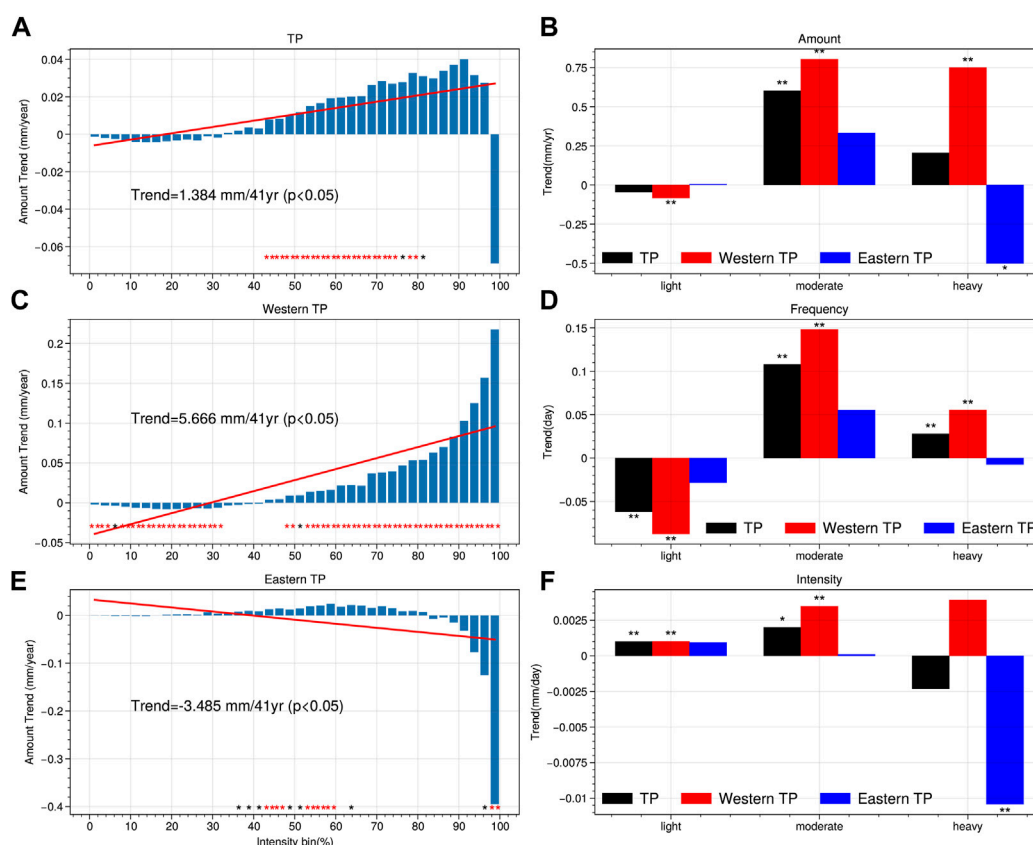 A
TP
Amount Trend (mm/year)
0.04
0.02
0
−0.02
−0.04
−0.06
Trend=1.384 mm/41yr (p<0.05)
*********************
0 10 20 30 40 50 60 70 80 90 100
B
Amount
Trend(mm/yr)
0.75
0.5
0.25
0
−0.25
−0.5
** ** ** ** *
TP Western TP Eastern TP
light moderate heavy
C
Western TP
Amount Trend (mm/year)
0.2
0.15
0.1
0.05
0
−0.05
Trend=5.666 mm/41yr (p<0.05)
0 10 20 30 40 50 60 70 80 90 100
D
Frequency
Trend(day)
0.15
0.1
0.05
0
−0.05
** ** ** ** ** **
TP Western TP Eastern TP
light moderate heavy
E
Eastern TP
Amount Trend (mm/year)
0
−0.1
−0.2
−0.3
−0.4
Trend=-3.485 mm/41yr (p<0.05)
0 10 20 30 40 50 60 70 80 90 100
Intensity bin(%)
F
Intensity
Trend(mm/day)
0.0025
0
−0.0025
−0.005
−0.0075
−0.01
** ** * ** **
TP Western TP Eastern TP
light moderate heavy